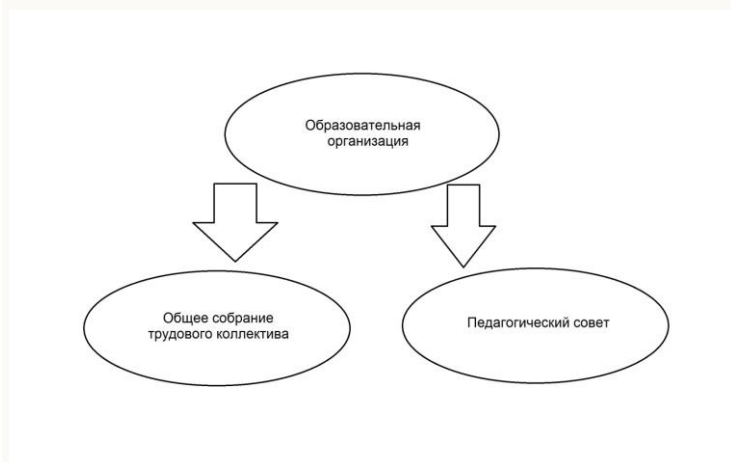 Образовательная
организация
Общее собрание
трудового коллектива
Педагогический совет